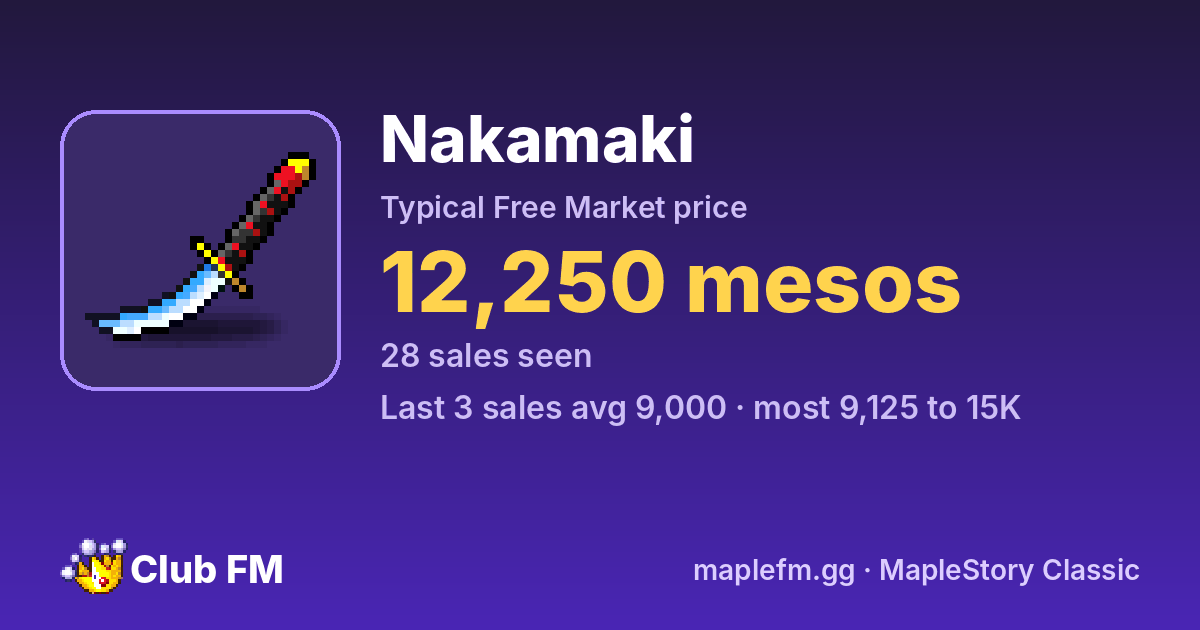 Nakamaki
Typical Free Market price
12,250 mesos
28 sales seen
Last 3 sales avg 9,000 · most 9,125 to 15K
Club FM
maplefm.gg · MapleStory Classic